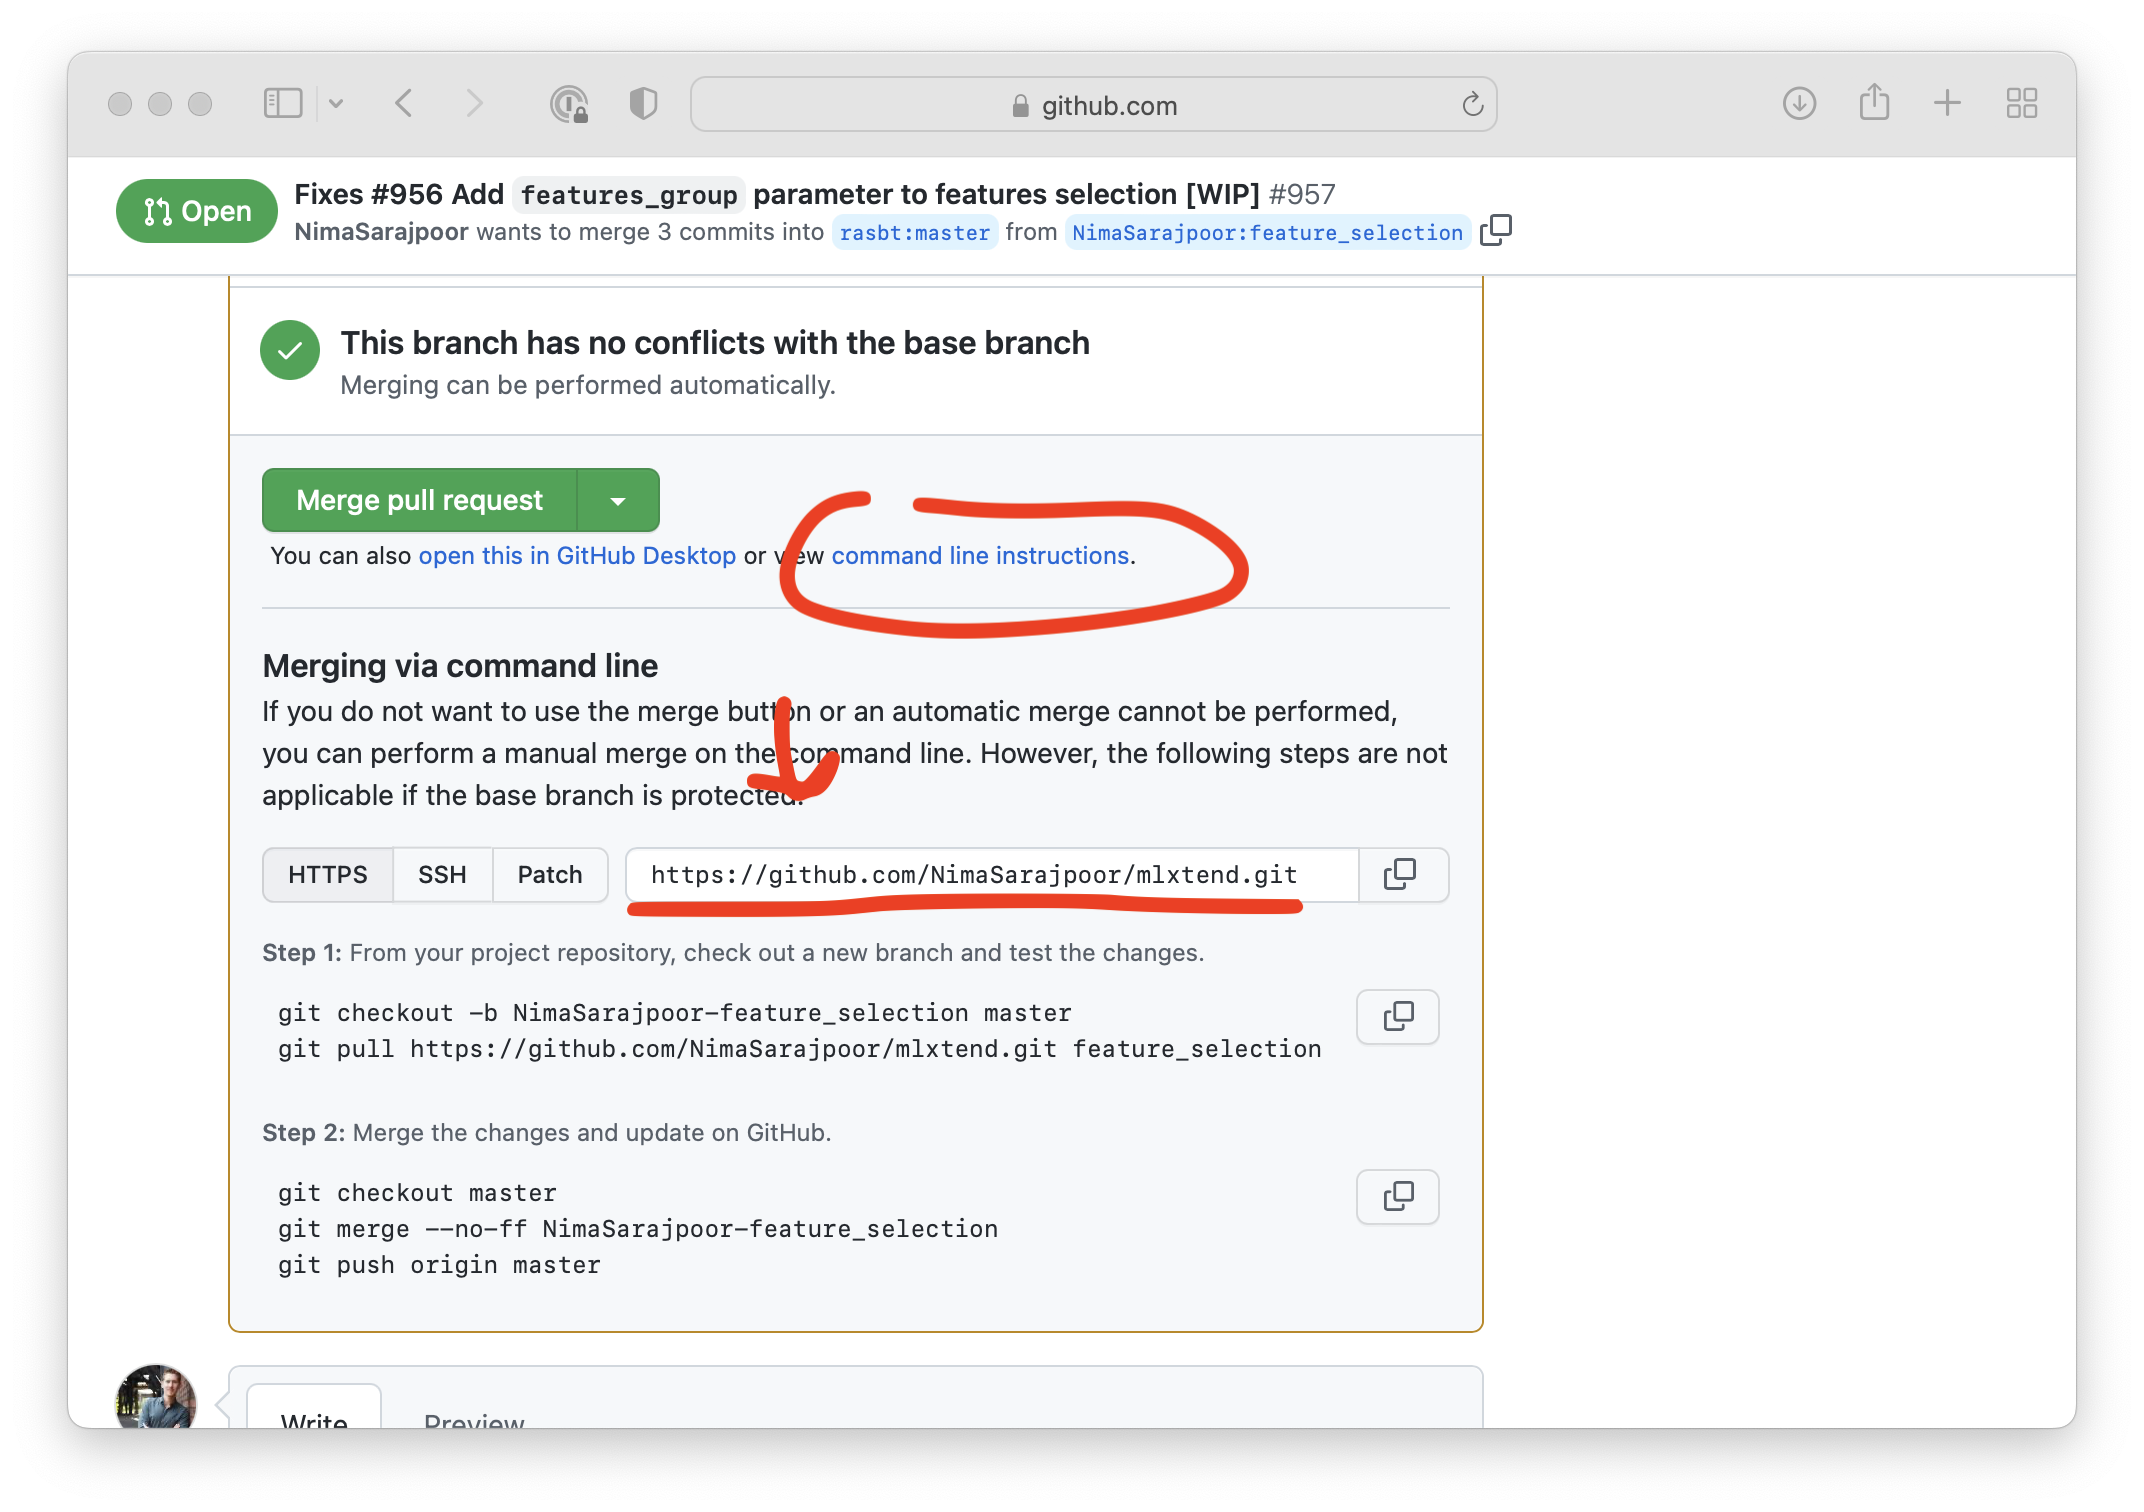 github.com
Open
Fixes #956 Add features_group parameter to features selection [WIP] #957
NimaSarajpoor wants to merge 3 commits into rasbt:master from NimaSarajpoor:feature_selection
This branch has no conflicts with the base branch
Merging can be performed automatically.
Merge pull request
You can also open this in GitHub Desktop or view command line instructions.
Merging via command line
If you do not want to use the merge button or an automatic merge cannot be performed,
you can perform a manual merge on the command line. However, the following steps are not
applicable if the base branch is protected.
HTTPS SSH Patch https://github.com/NimaSarajpoor/mlxtend.git
Step 1: From your project repository, check out a new branch and test the changes.
git checkout -b NimaSarajpoor-feature_selection master
git pull https://github.com/NimaSarajpoor/mlxtend.git feature_selection
Step 2: Merge the changes and update on GitHub.
git checkout master
git merge --no-ff NimaSarajpoor-feature_selection
git push origin master
Write Preview